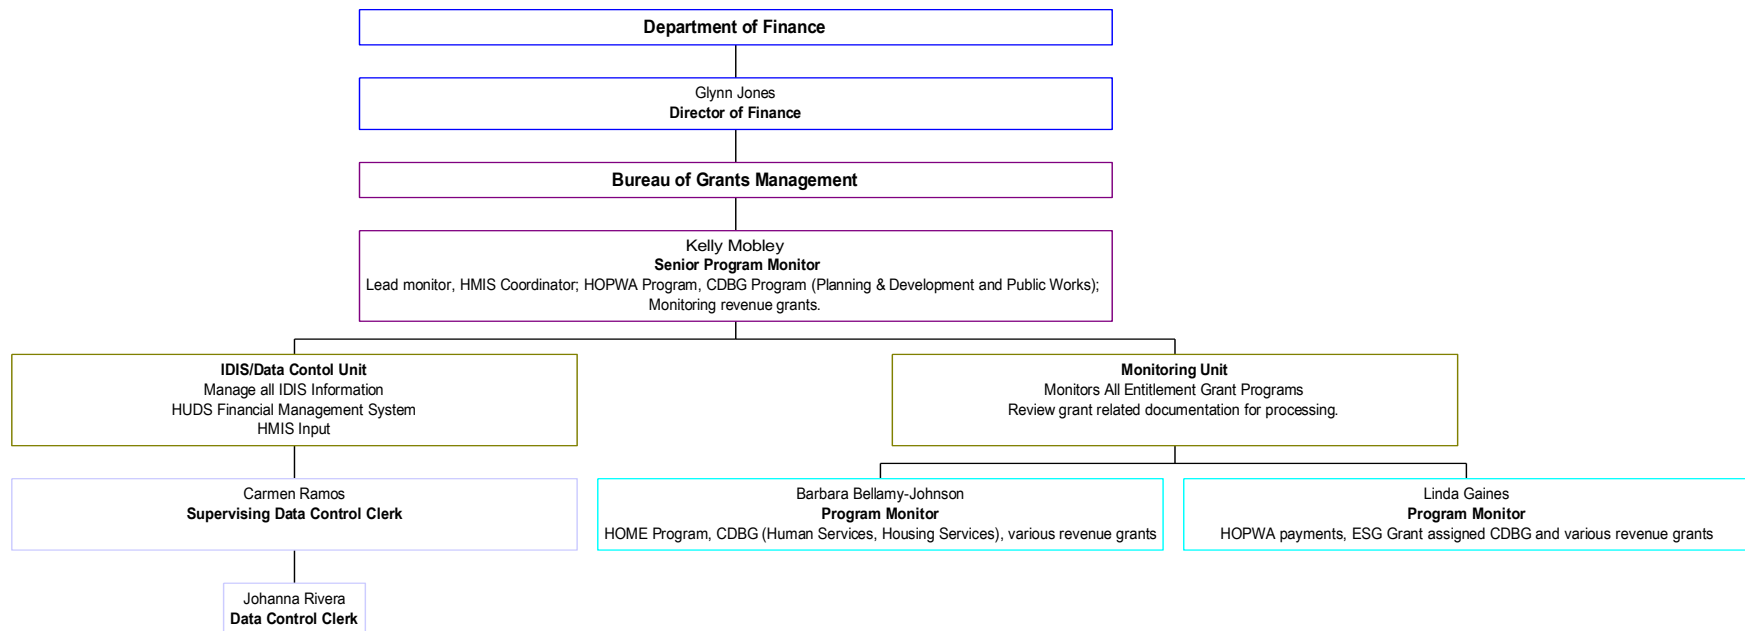 Department of Finance
Glynn Jones
Director of Finance
Bureau of Grants Management
Kelly Mobley
Senior Program Monitor
Lead monitor, HMIS Coordinator; HOPWA Program, CDBG Program (Planning & Development and Public Works);
Monitoring revenue grants.
IDIS/Data Contol Unit
Manage all IDIS Information
HUDS Financial Management System
HMIS Input
Monitoring Unit
Monitors All Entitlement Grant Programs
Review grant related documentation for processing.
Carmen Ramos
Supervising Data Control Clerk
Barbara Bellamy-Johnson
Program Monitor
HOME Program, CDBG (Human Services, Housing Services), various revenue grants
Linda Gaines
Program Monitor
HOPWA payments, ESG Grant assigned CDBG and various revenue grants
Johanna Rivera
Data Control Clerk